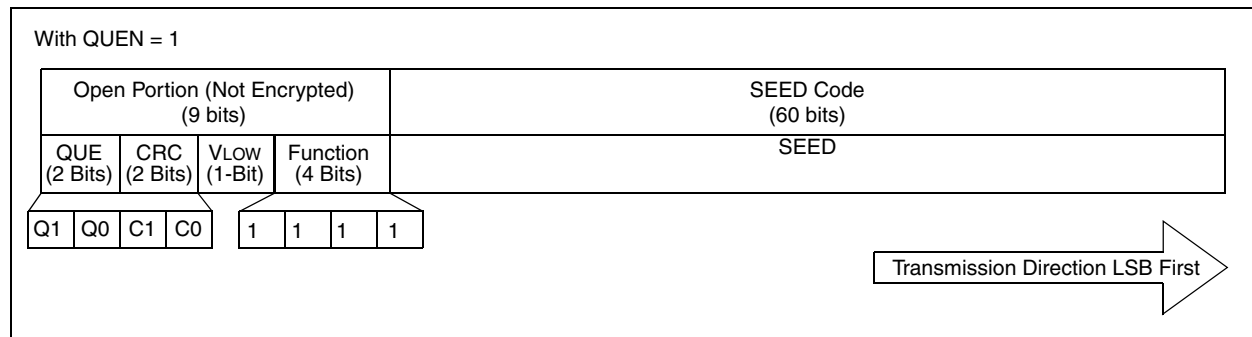 With QUEN = 1
Open Portion (Not Encrypted)
(9 bits)
SEED Code
(60 bits)
QUE
(2 Bits)
CRC
(2 Bits)
VLOW
(1-Bit)
Function
(4 Bits)
SEED
Q1 Q0 C1 C0 1 1 1 1
Transmission Direction LSB First